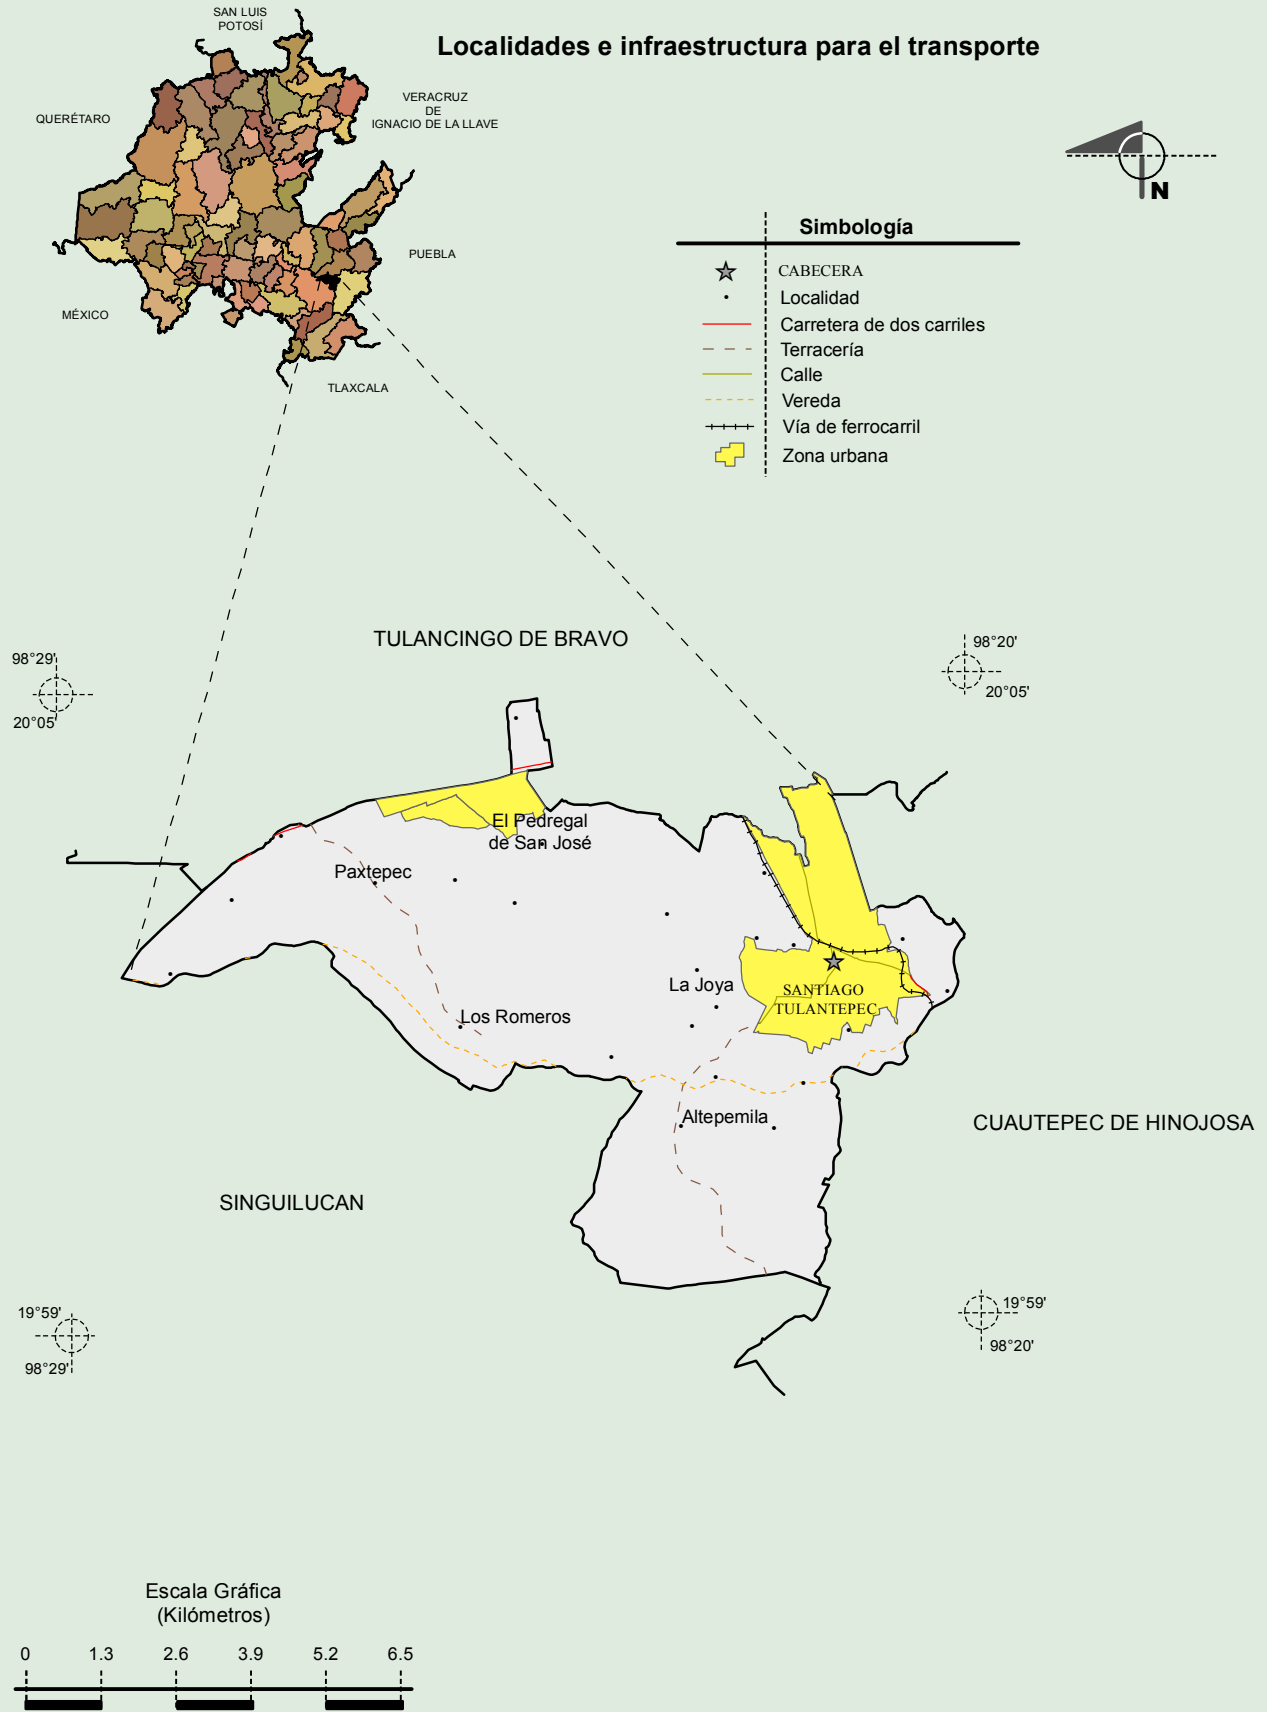 Localidades e infraestructura para el transporte
SAN LUIS
POTOSÍ
QUERÉTARO
VERACRUZ
DE
IGNACIO DE LA LLAVE
PUEBLA
MÉXICO
TLAXCALA
N
Simbología
CABECERA
Localidad
Carretera de dos carriles
Terracería
Calle
Vereda
Vía de ferrocarril
Zona urbana
TULANCINGO DE BRAVO
98°29'
20°05'
98°20'
20°05'
El Pedregal
de San José
Paxtepec
La Joya
SANTIAGO
TULANTEPEC
Los Romeros
Altepemila
CUAUTEPEC DE HINOJOSA
SINGUILUCAN
19°59'
98°29'
19°59'
98°20'
Escala Gráfica
(Kilómetros)
0 1.3 2.6 3.9 5.2 6.5